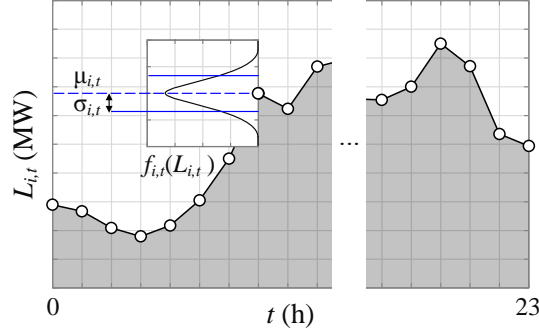 μi,t
σi,t
fi,t(Li,t )
...
Li,t (MW)
0
t (h)
23